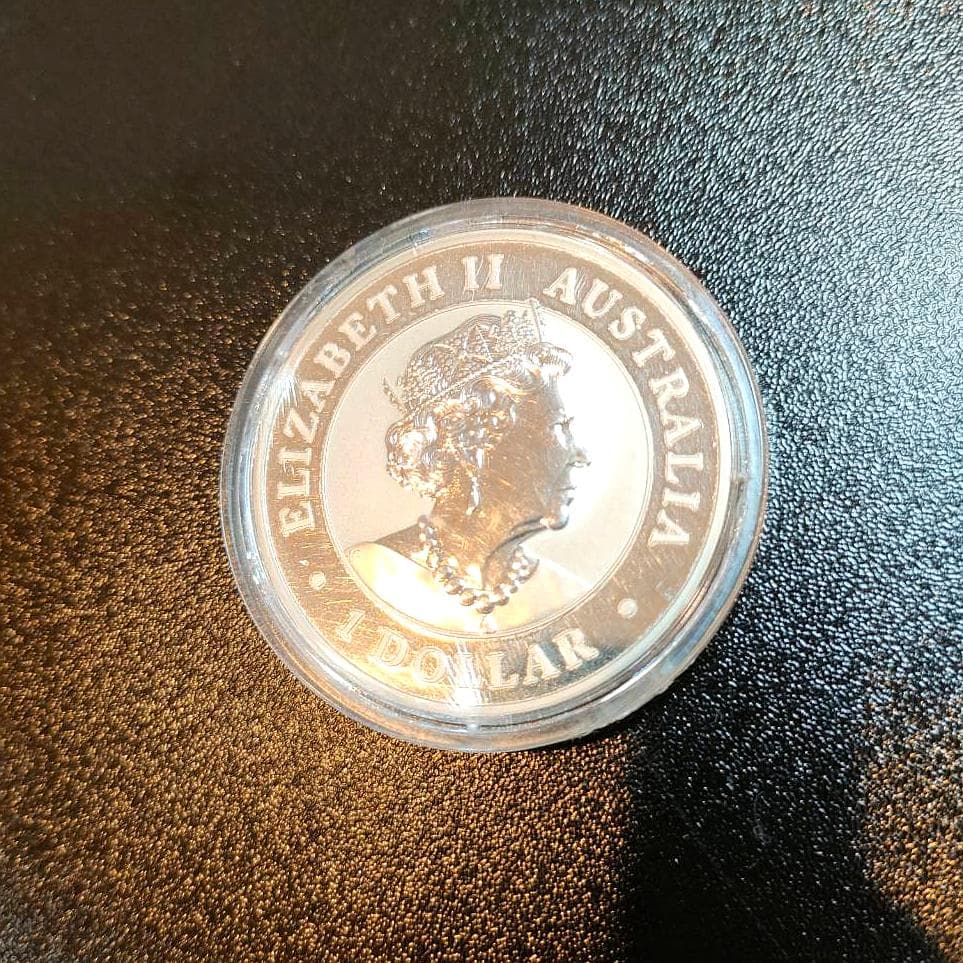 ELIZABETH II AUSTRALIA
• 1 DOLLAR •